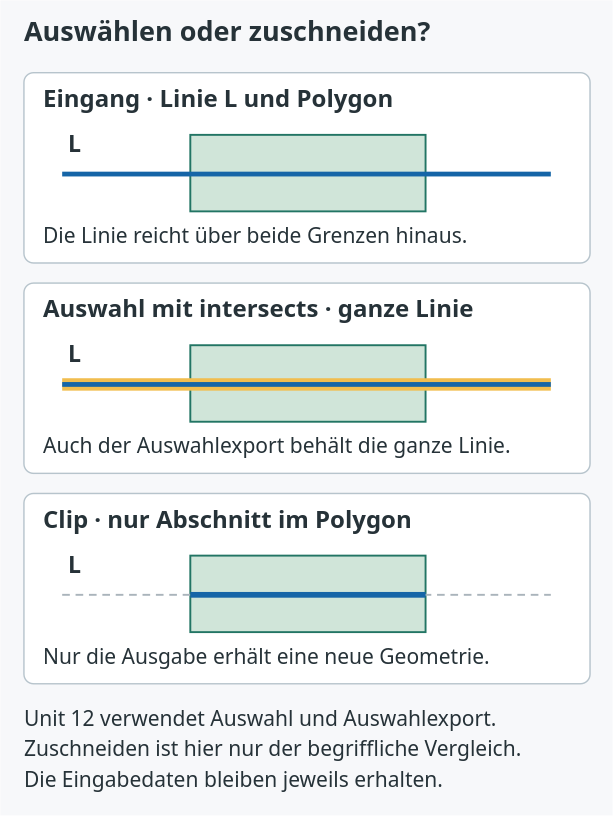 Auswählen oder zuschneiden?
Eingang · Linie L und Polygon
L
Die Linie reicht über beide Grenzen hinaus.
Auswahl mit intersects · ganze Linie
L
Auch der Auswahlexport behält die ganze Linie.
Clip · nur Abschnitt im Polygon
L
Nur die Ausgabe erhält eine neue Geometrie.
Unit 12 verwendet Auswahl und Auswahlexport.
Zuschneiden ist hier nur der begriffliche Vergleich.
Die Eingabedaten bleiben jeweils erhalten.